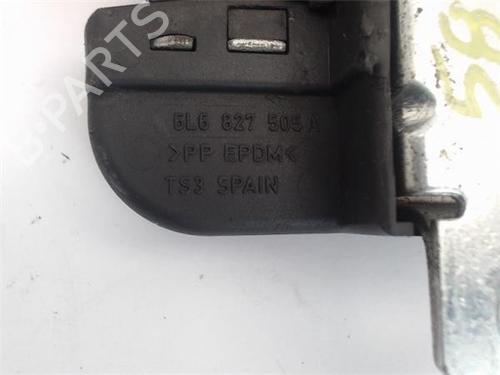 6L6 827 505 A
>PP EPDM<
TS3 SPAIN
B-PARTS